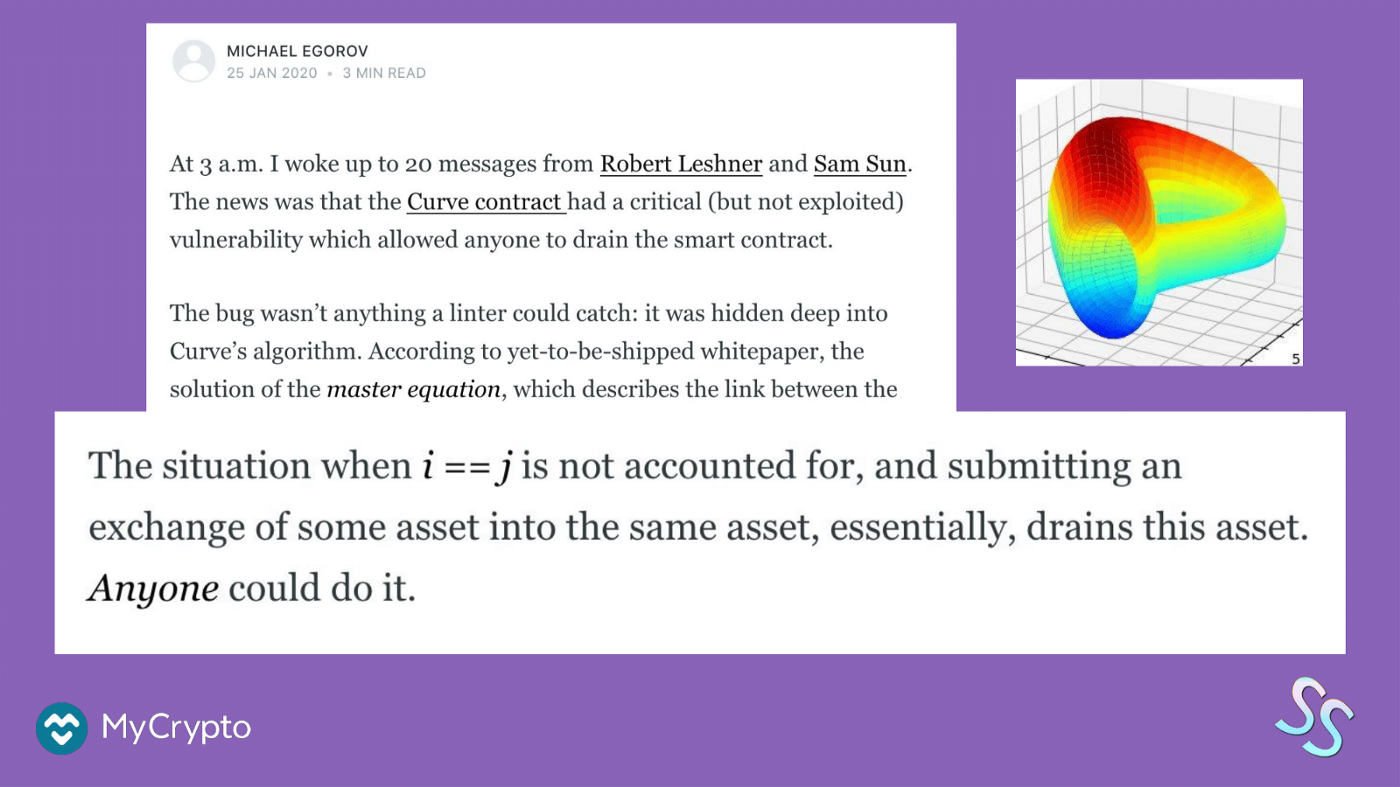 MICHAEL EGOROV
25 JAN 2020 • 3 MIN READ
At 3 a.m. I woke up to 20 messages from Robert Leshner and Sam Sun.
The news was that the Curve contract had a critical (but not exploited)
vulnerability which allowed anyone to drain the smart contract.
The bug wasn’t anything a linter could catch: it was hidden deep into
Curve’s algorithm. According to yet-to-be-shipped whitepaper, the
solution of the master equation, which describes the link between the
5
The situation when i == j is not accounted for, and submitting an
exchange of some asset into the same asset, essentially, drains this asset.
Anyone could do it.
MyCrypto
SS